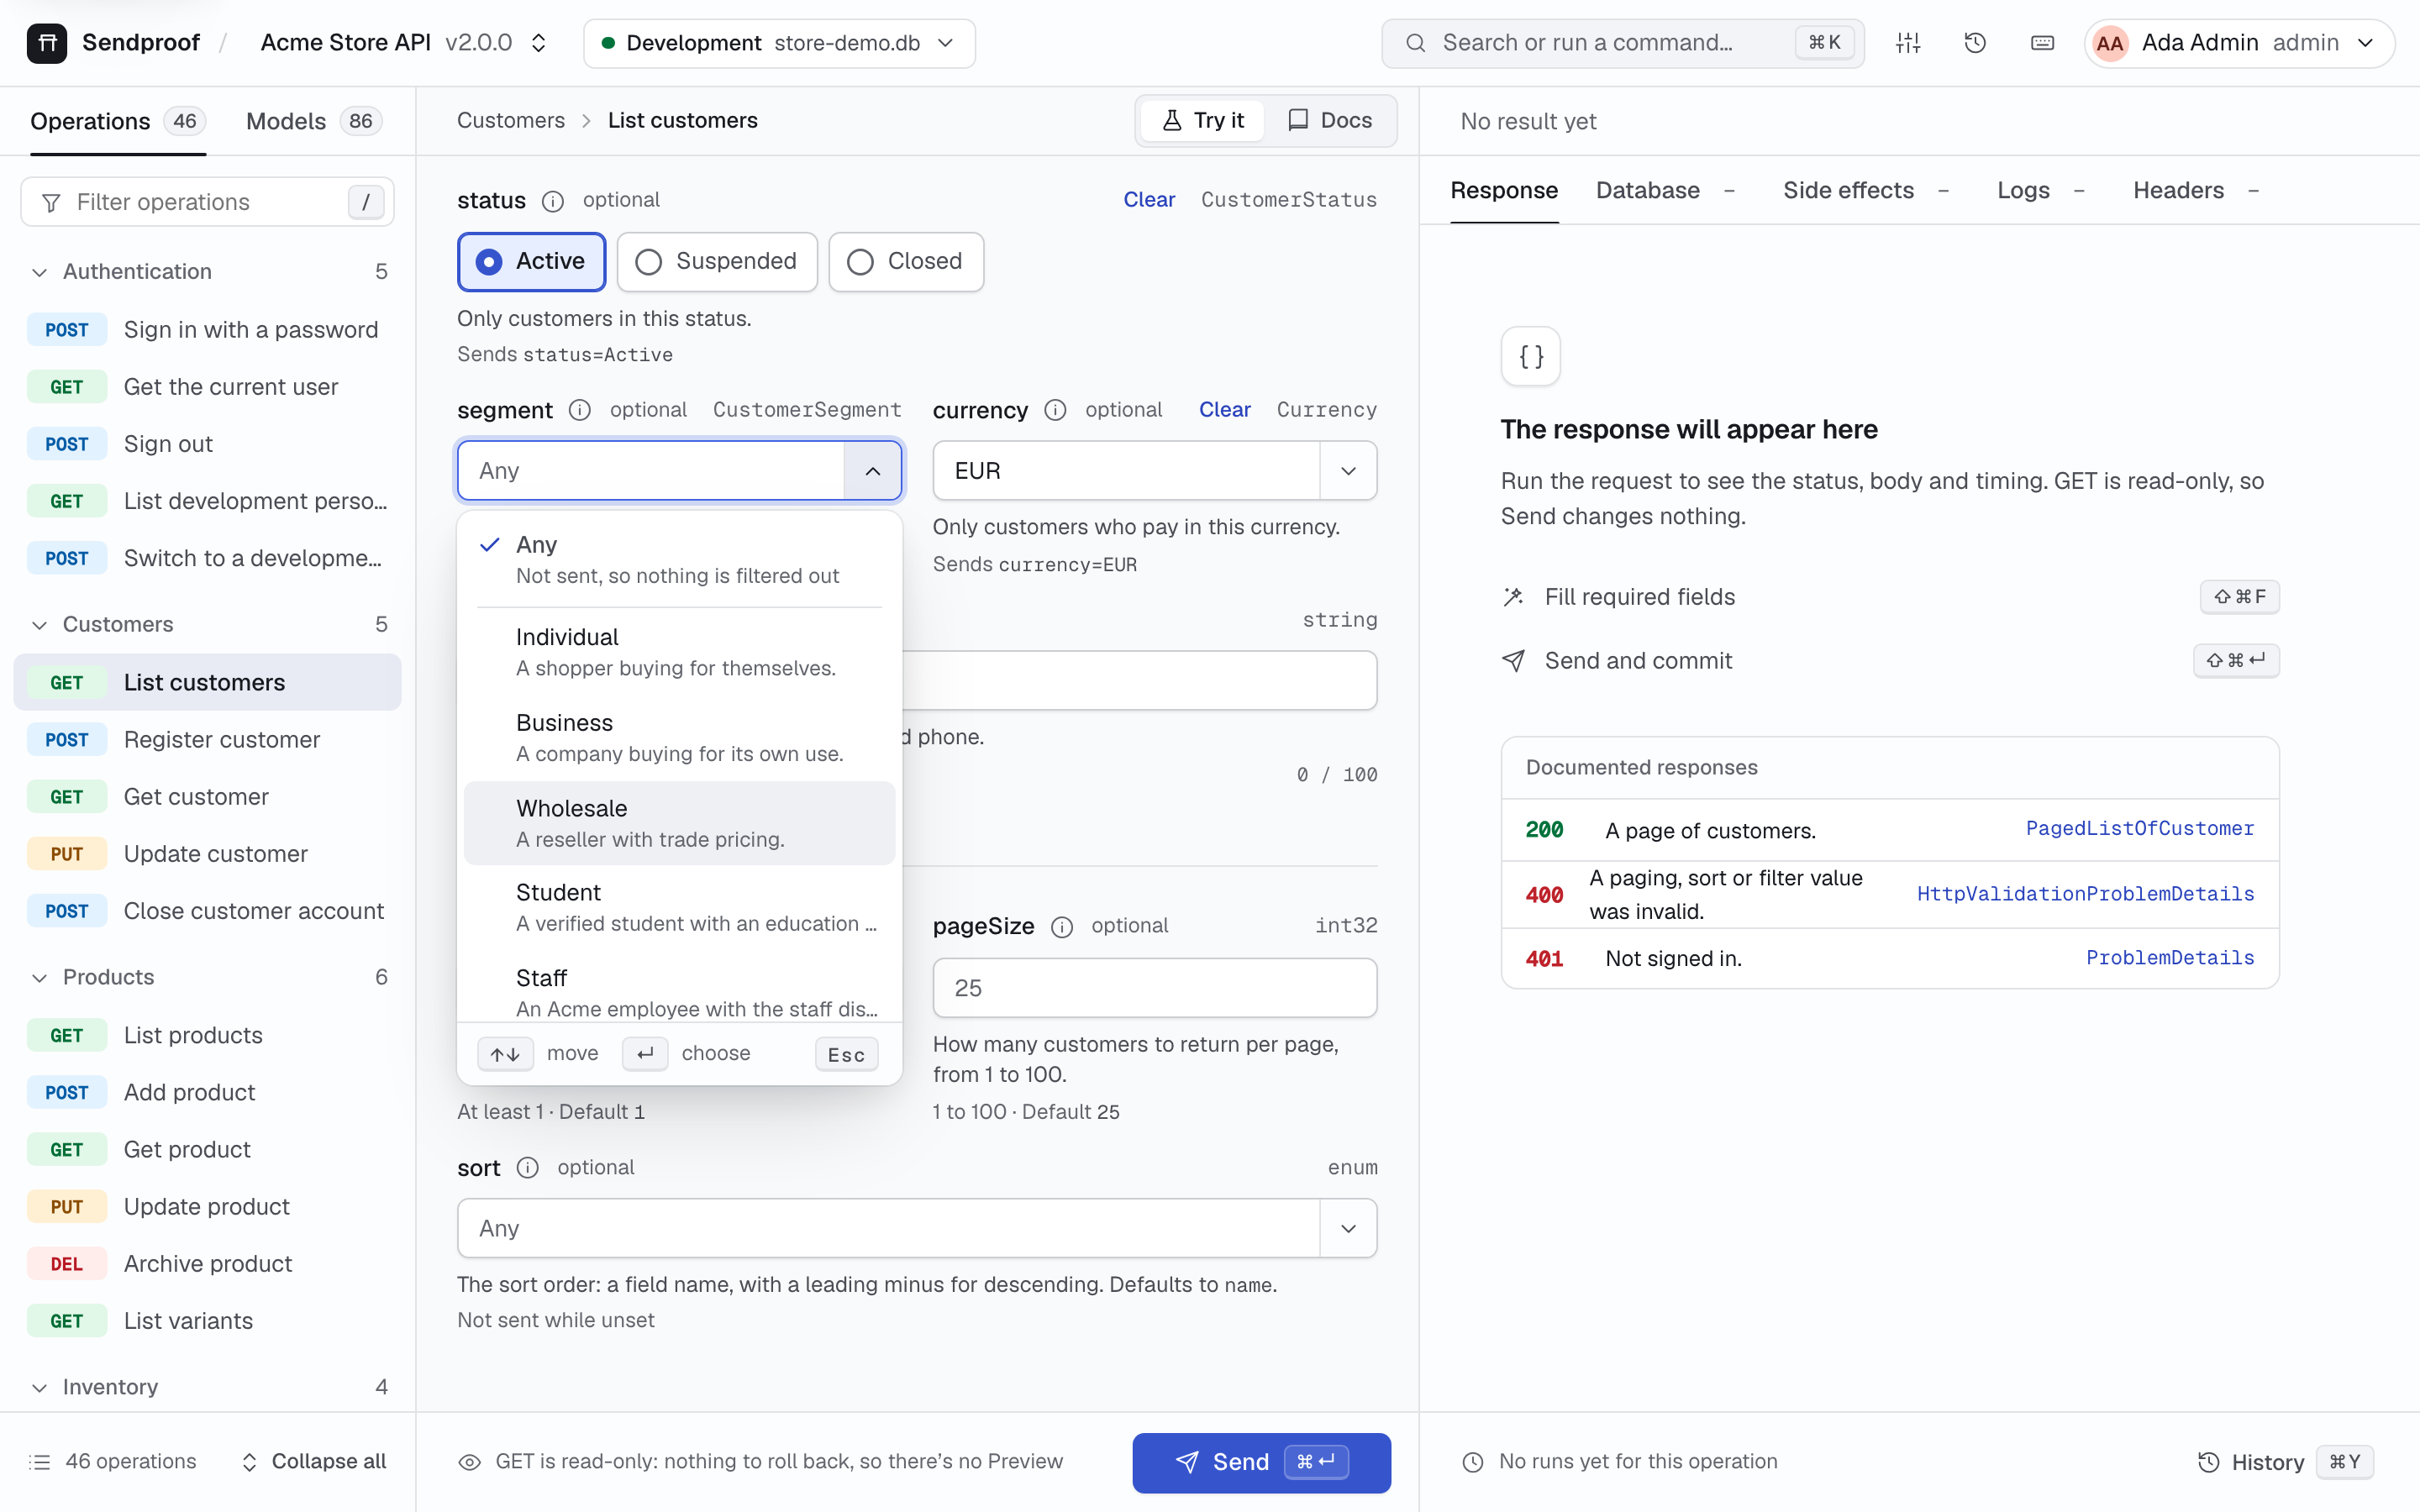 Sendproof / Acme Store API v2.0.0
Development store-demo.db
Search or run a command... ⌘K
AA Ada Admin admin
Operations 46 Models 86
Filter operations /
Authentication 5
POST Sign in with a password
GET Get the current user
POST Sign out
GET List development perso...
POST Switch to a developme...
Customers 5
GET List customers
POST Register customer
GET Get customer
PUT Update customer
POST Close customer account
Products 6
GET List products
POST Add product
GET Get product
PUT Update product
DEL Archive product
GET List variants
Inventory 4
46 operations Collapse all
Customers > List customers
Try it Docs
status optional Clear CustomerStatus
Active Suspended Closed
Only customers in this status.
Sends status=Active
segment optional CustomerSegment
Any
Any
Not sent, so nothing is filtered out
Individual
A shopper buying for themselves.
Business
A company buying for its own use.
Wholesale
A reseller with trade pricing.
Student
A verified student with an education ...
Staff
An Acme employee with the staff dis...
↑↓ move ↵ choose Esc
currency optional Clear Currency
EUR
Only customers who pay in this currency.
Sends currency=EUR
string
d phone.
0 / 100
At least 1 · Default 1
pageSize optional int32
25
How many customers to return per page,
from 1 to 100.
1 to 100 · Default 25
sort optional enum
Any
The sort order: a field name, with a leading minus for descending. Defaults to name.
Not sent while unset
GET is read-only: nothing to roll back, so there’s no Preview
Send ⌘↵
No result yet
Response Database – Side effects – Logs – Headers –
{}
The response will appear here
Run the request to see the status, body and timing. GET is read-only, so
Send changes nothing.
Fill required fields ⇧⌘F
Send and commit ⇧⌘↵
Documented responses
200 A page of customers. PagedListOfCustomer
400 A paging, sort or filter value
was invalid. HttpValidationProblemDetails
401 Not signed in. ProblemDetails
No runs yet for this operation
History ⌘Y